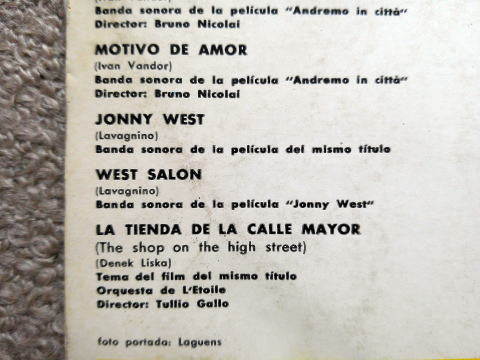 (Ivan Vandor)
Banda sonora de la película "Andremo in città"
Director: Bruno Nicolai
MOTIVO DE AMOR
(Ivan Vandor)
Banda sonora de la película "Andremo in città"
Director: Bruno Nicolai
JONNY WEST
(Lavagnino)
Banda sonora de la película del mismo título
WEST SALON
(Lavagnino)
Banda sonora de la película "Jonny West"
LA TIENDA DE LA CALLE MAYOR
(The shop on the high street)
(Denek Liska)
Tema del film del mismo título
Orquesta de L'Etoile
Director: Tullio Gallo
foto portada: Laguens